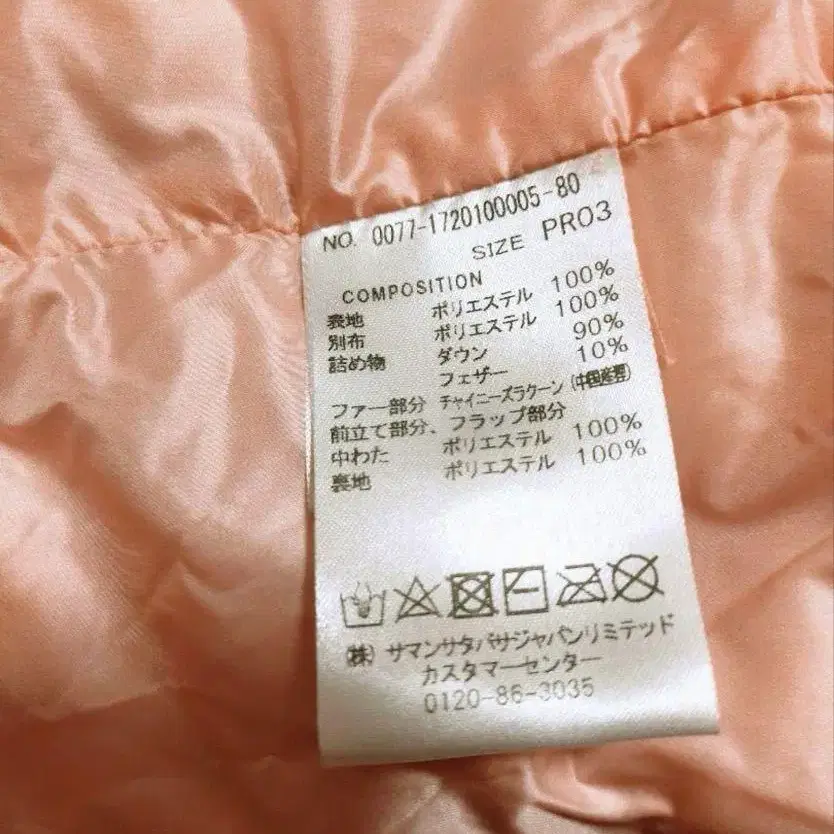 NO. 0077-1720100005-80
SIZE PR03
COMPOSITION
表地 ポリエステル 100%
別布 ポリエステル 100%
詰め物 ダウン 90%
フェザー 10%
ファー部分 チャイニーズラクーン (中国産狸)
前立て部分、フラップ部分
中わた ポリエステル 100%
裏地 ポリエステル 100%
(株) サマンサタバサジャパンリミテッド
カスタマーセンター
0120-86-3035